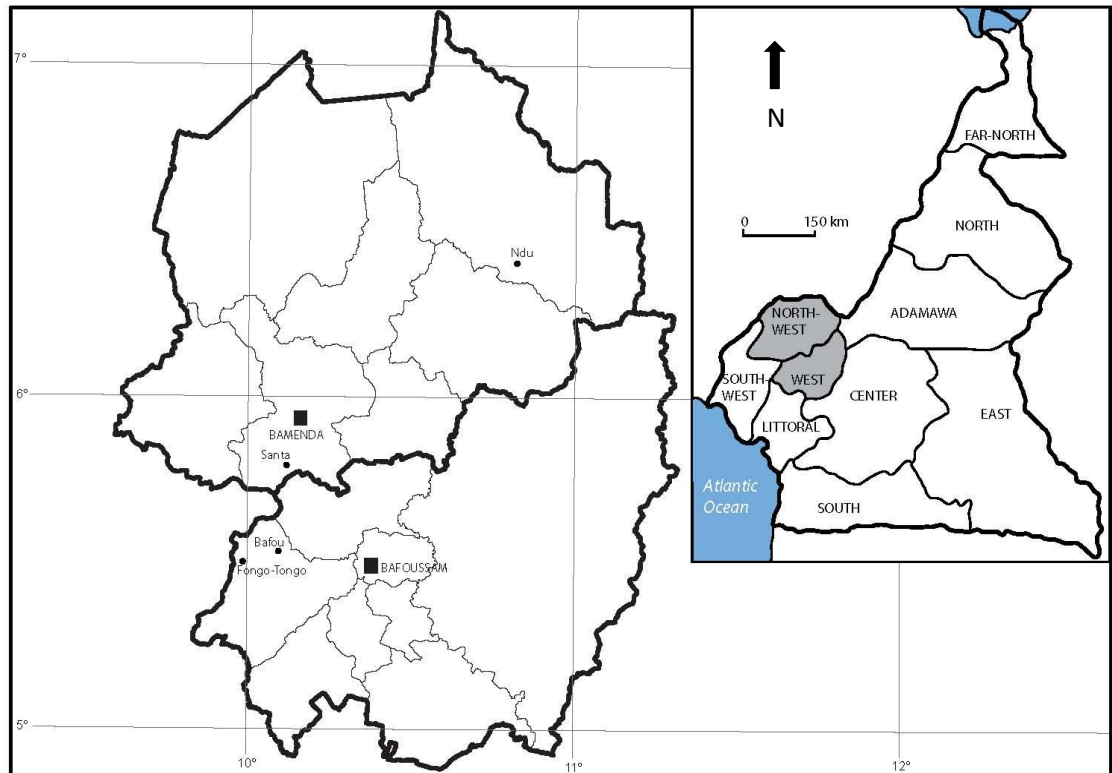 7°
6°
5°
10°
11°
12°
Ndu
BAMENDA
Santa
Bafou
Fongo-Tongo
BAFOUSSAM
N
0 150 km
FAR-NORTH
NORTH
ADAMAWA
NORTH-
WEST
WEST
SOUTH-
WEST
CENTER
EAST
LITTORAL
SOUTH
Atlantic
Ocean